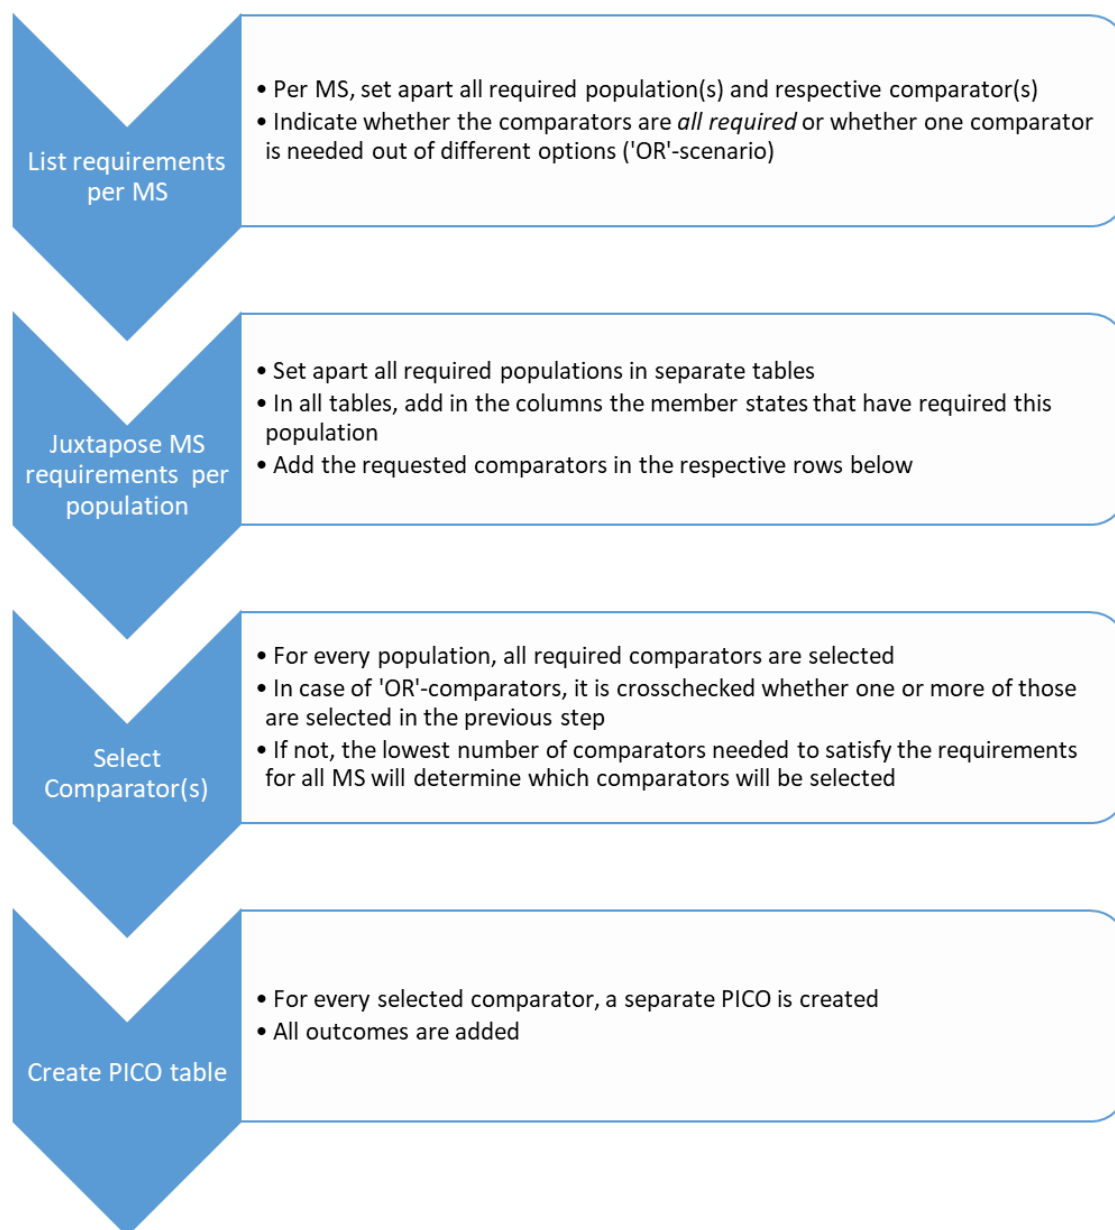 List requirements
per MS
• Per MS, set apart all required population(s) and respective comparator(s)
• Indicate whether the comparators are all required or whether one comparator
is needed out of different options ('OR'-scenario)
Juxtapose MS
requirements per
population
• Set apart all required populations in separate tables
• In all tables, add in the columns the member states that have required this
population
• Add the requested comparators in the respective rows below
Select
Comparator(s)
• For every population, all required comparators are selected
• In case of 'OR'-comparators, it is crosschecked whether one or more of those
are selected in the previous step
• If not, the lowest number of comparators needed to satisfy the requirements
for all MS will determine which comparators will be selected
Create PICO table
• For every selected comparator, a separate PICO is created
• All outcomes are added